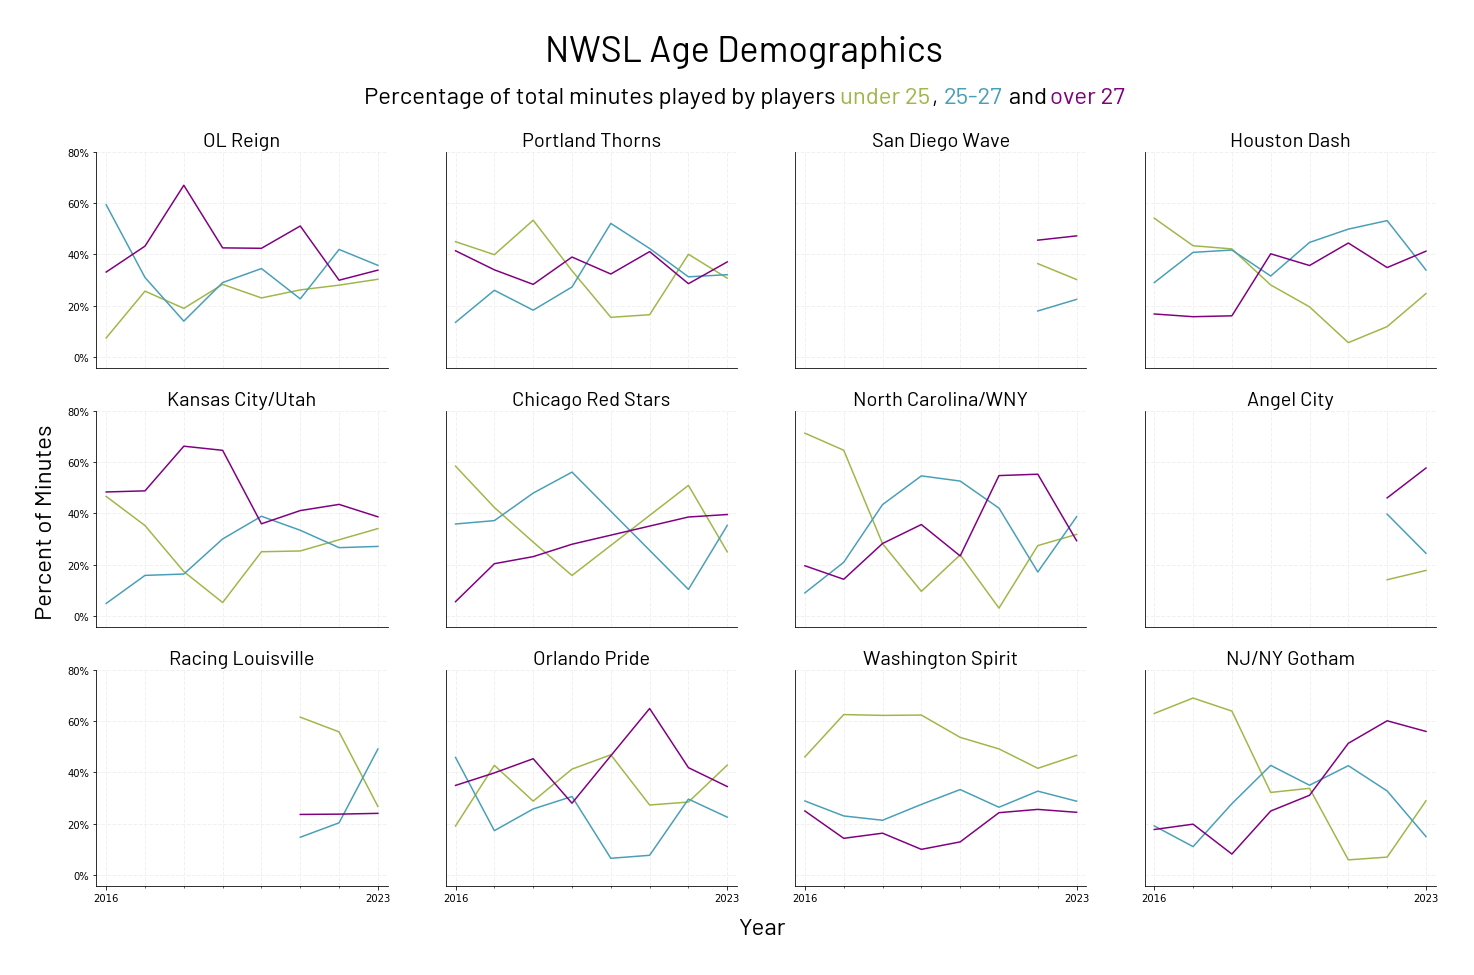 NWSL Age Demographics
Percentage of total minutes played by players under 25, 25-27 and over 27
OL Reign
Portland Thorns
San Diego Wave
Houston Dash
80%
60%
40%
20%
0%
Kansas City/Utah
Chicago Red Stars
North Carolina/WNY
Angel City
80%
60%
40%
20%
0%
Percent of Minutes
Racing Louisville
Orlando Pride
Washington Spirit
NJ/NY Gotham
80%
60%
40%
20%
0%
2016 2023
2016 2023
2016 2023
2016 2023
Year